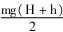 mg( H + h)
2